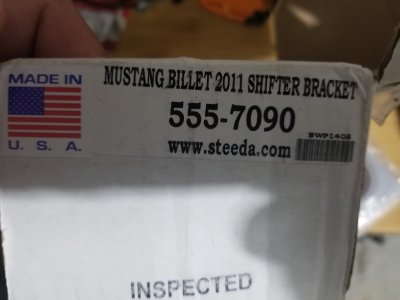 MADE IN
U. S. A.
MUSTANG BILLET 2011 SHIFTER BRACKET
555-7090
www.steeda.com
INSPECTED